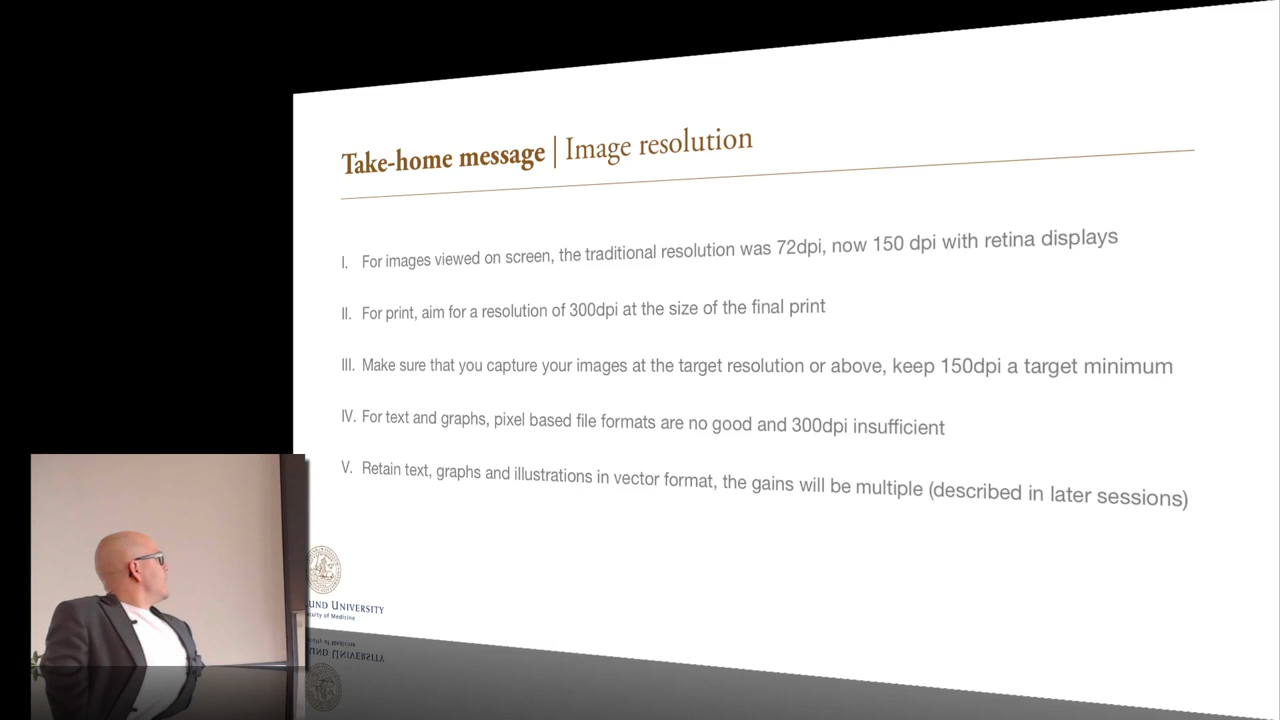 Take-home message | Image resolution
I. For images viewed on screen, the traditional resolution was 72dpi, now 150 dpi with retina displays
II. For print, aim for a resolution of 300dpi at the size of the final print
III. Make sure that you capture your images at the target resolution or above, keep 150dpi a target minimum
IV. For text and graphs, pixel based file formats are no good and 300dpi insufficient
V. Retain text, graphs and illustrations in vector format, the gains will be multiple (described in later sessions)
UND UNIVERSITY
culty of Medicine